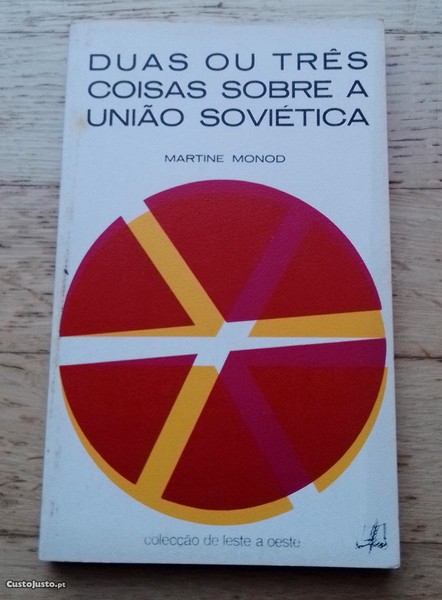 DUAS OU TRÊS
COISAS SOBRE A
UNIÃO SOVIÉTICA
MARTINE MONOD
colecção de leste a oeste
CustoJusto.pt